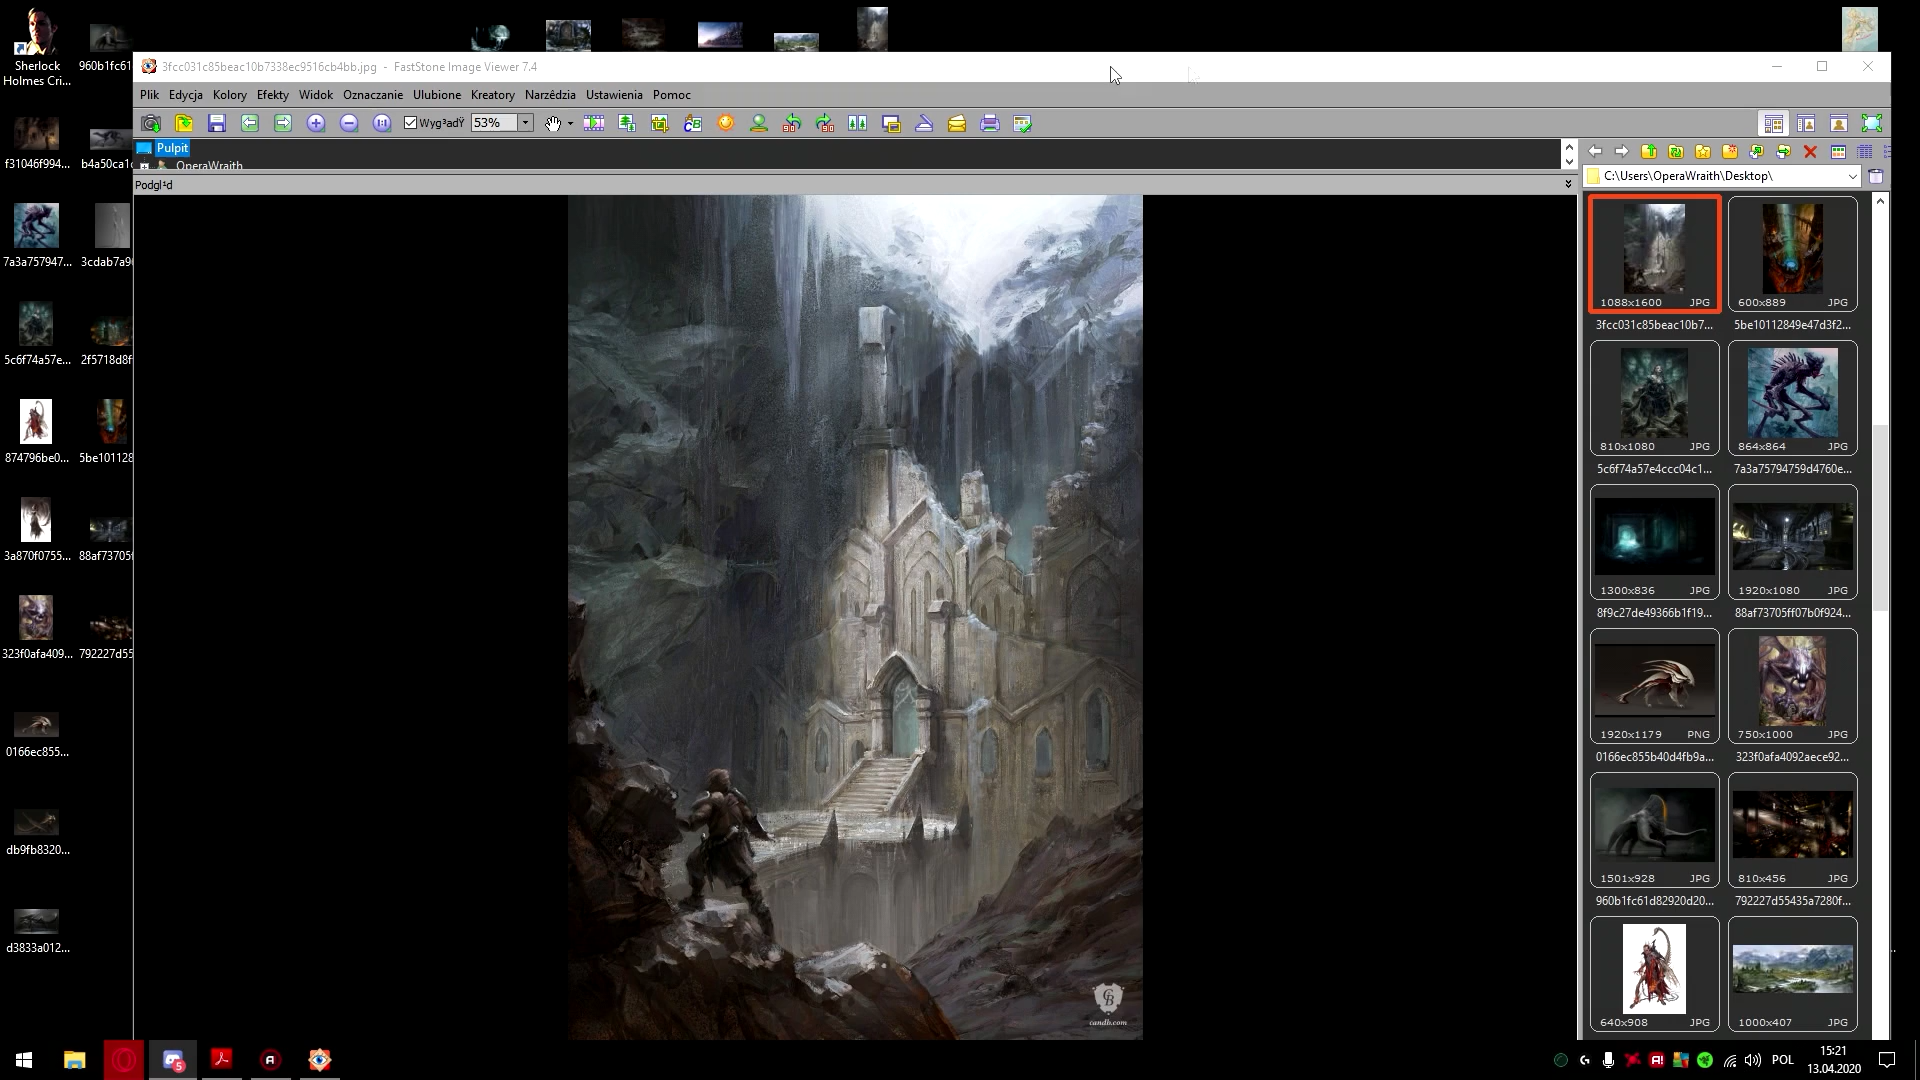 Sherlock
Holmes Cri...
960b1fc61
3fcc031c85beac10b7338ec9516cb4bb.jpg - FastStone Image Viewer 7.4
Plik Edycja Kolory Efekty Widok Oznaczanie Ulubione Kreatory Narzêdzia Ustawienia Pomoc
Wyg³adŸ 53%
Pulpit
OperaWraith
Podgl¹d
C:\Users\OperaWraith\Desktop\
f31046f994...
b4a50ca1
7a3a757947...
3cdab7a9
5c6f74a57e...
2f5718d8f
874796be0...
5be101128
3a870f0755...
88af73705
323f0afa409...
792227d55
0166ec855...
db9fb8320...
d3833a012...
1088x1600 JPG
600x889 JPG
3fcc031c85beac10b7...
5be10112849e47d3f2...
810x1080 JPG
864x864 JPG
5c6f74a57e4ccc04c1...
7a3a75794759d4760e...
1300x836 JPG
1920x1080 JPG
8f9c27de49366b1f19...
88af73705ff07b0f924...
1920x1179 PNG
750x1000 JPG
0166ec855b40d4fb9a...
323f0afa4092aece92...
1501x928 JPG
810x456 JPG
960b1fc61d82920d20...
792227d55435a7280f...
640x908 JPG
1000x407 JPG
candb.com
5
POL
15:21
13.04.2020